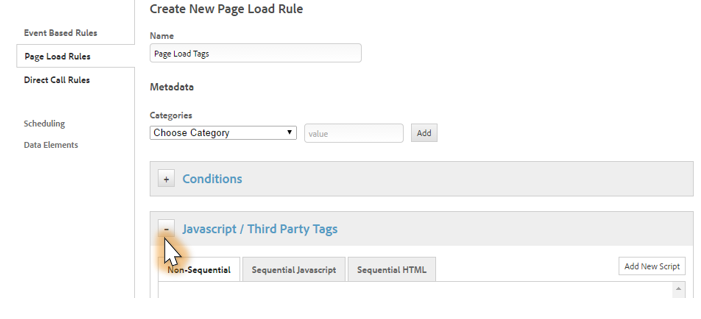 Create New Page Load Rule
Event Based Rules
Page Load Rules
Direct Call Rules
Scheduling
Data Elements
Name
Page Load Tags
Metadata
Categories
Choose Category value Add
+ Conditions
- Javascript / Third Party Tags
Non-Sequential Sequential Javascript Sequential HTML Add New Script